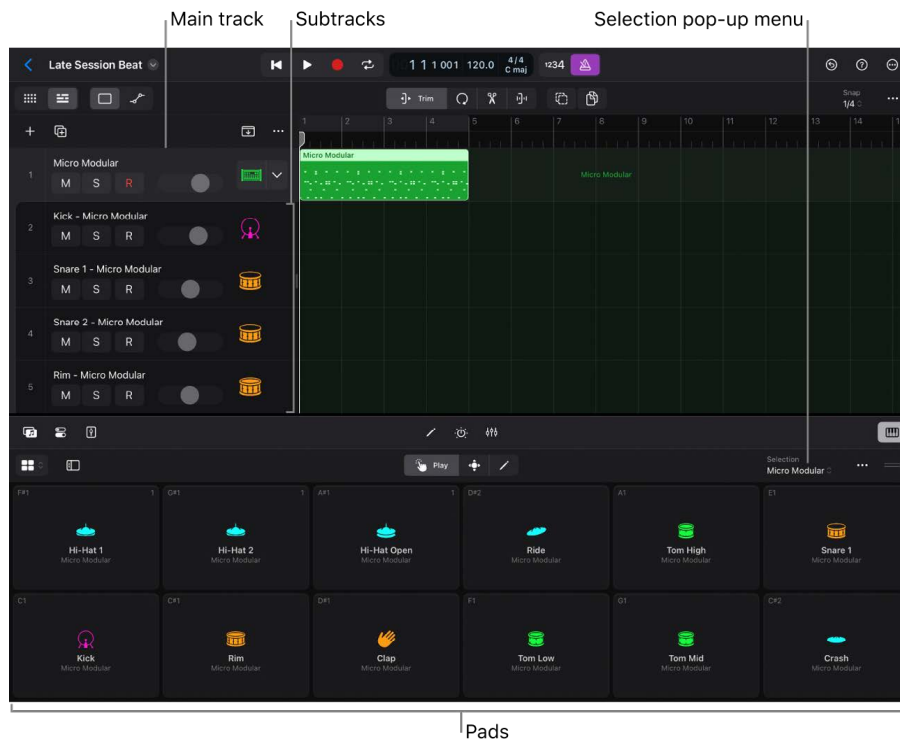 Main track
Subtracks
Selection pop-up menu
Late Session Beat
1 1 1 001 120.0 4/4 C maj
1234
Trim
Snap
1/4
1 2 3 4 5 6 7 8 9 10 11 12 13 14 15
1
Micro Modular
M S R
Micro Modular
Micro Modular
2
Kick - Micro Modular
M S R
3
Snare 1 - Micro Modular
M S R
4
Snare 2 - Micro Modular
M S R
5
Rim - Micro Modular
M S R
Play
Selection
Micro Modular
F#1 1
Hi-Hat 1
Micro Modular
G#1 1
Hi-Hat 2
Micro Modular
A#1 1
Hi-Hat Open
Micro Modular
D#2
Ride
Micro Modular
A1
Tom High
Micro Modular
E1
Snare 1
Micro Modular
C1
Kick
Micro Modular
C#1
Rim
Micro Modular
D#1
Clap
Micro Modular
F1
Tom Low
Micro Modular
G1
Tom Mid
Micro Modular
C#2
Crash
Micro Modular
Pads